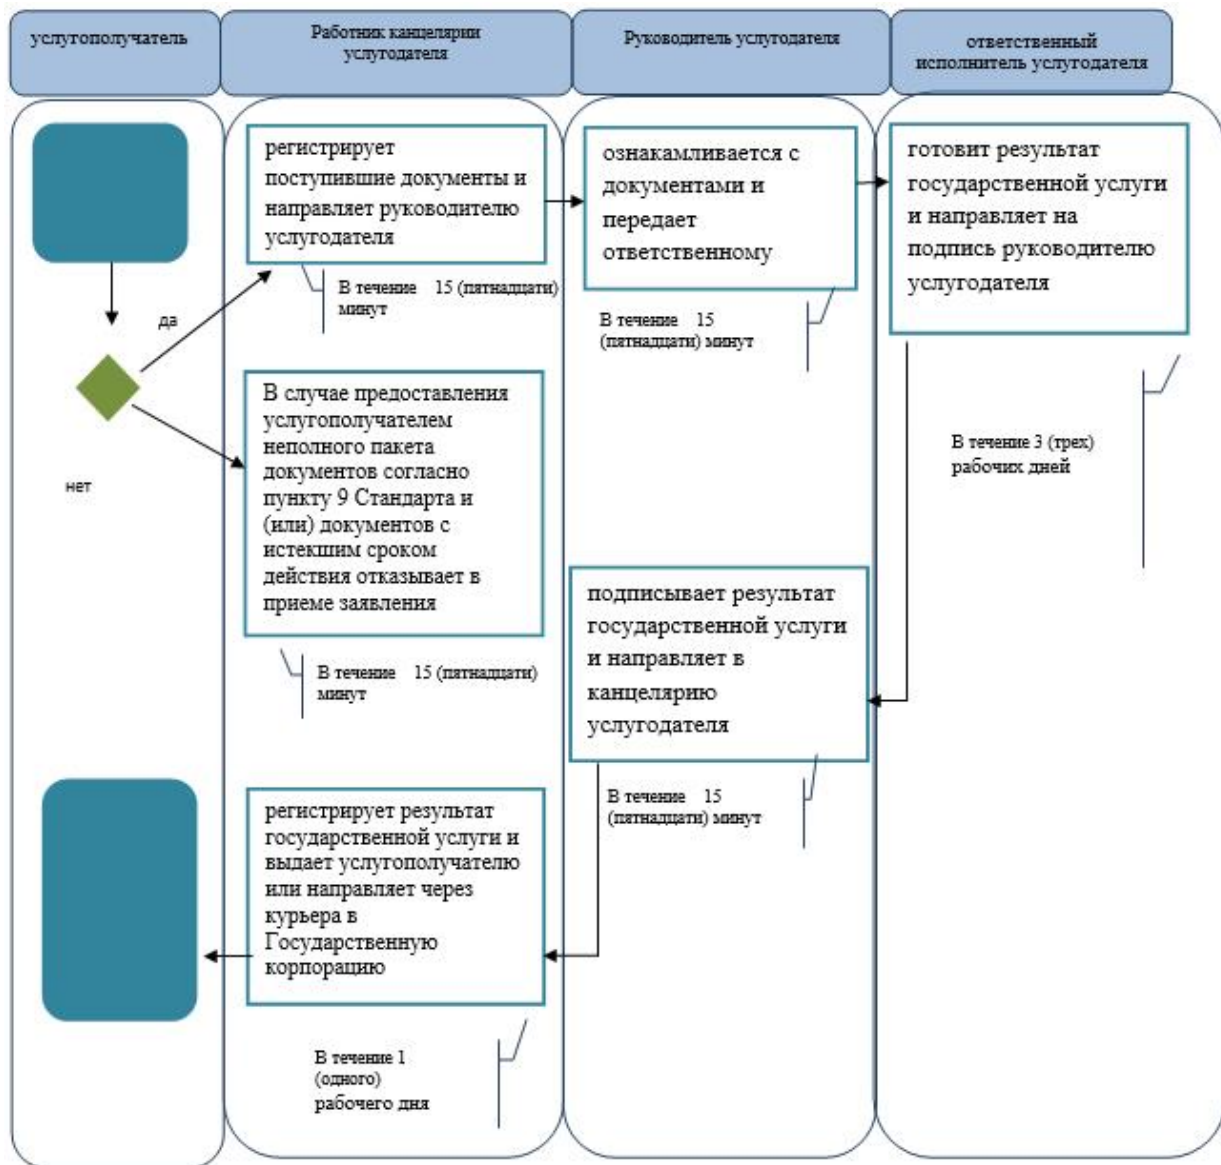 услугополучатель
Работник канцелярии
услугодателя
Руководитель услугодателя
ответственный
исполнитель услугодателя
регистрирует
поступившие документы и
направляет руководителю
услугодателя
В течение 15 (пятнадцати)
минут
ознакамливается с
документами и
передает
ответственному
В течение 15
(пятнадцати) минут
готовит результат
государственной услуги
и направляет на
подпись руководителю
услугодателя
В течение 3 (трех)
рабочих дней
да
нет
В случае предоставления
услугополучателем
неполного пакета
документов согласно
пункту 9 Стандарта и
(или) документов с
истекшим сроком
действия отказывает в
приеме заявления
В течение 15 (пятнадцати)
минут
подписывает результат
государственной услуги
и направляет в
канцелярию
услугодателя
В течение 15
(пятнадцати) минут
регистрирует результат
государственной услуги и
выдает услугополучателю
или направляет через
курьера в
Государственную
корпорацию
В течение 1
(одного)
рабочего дня